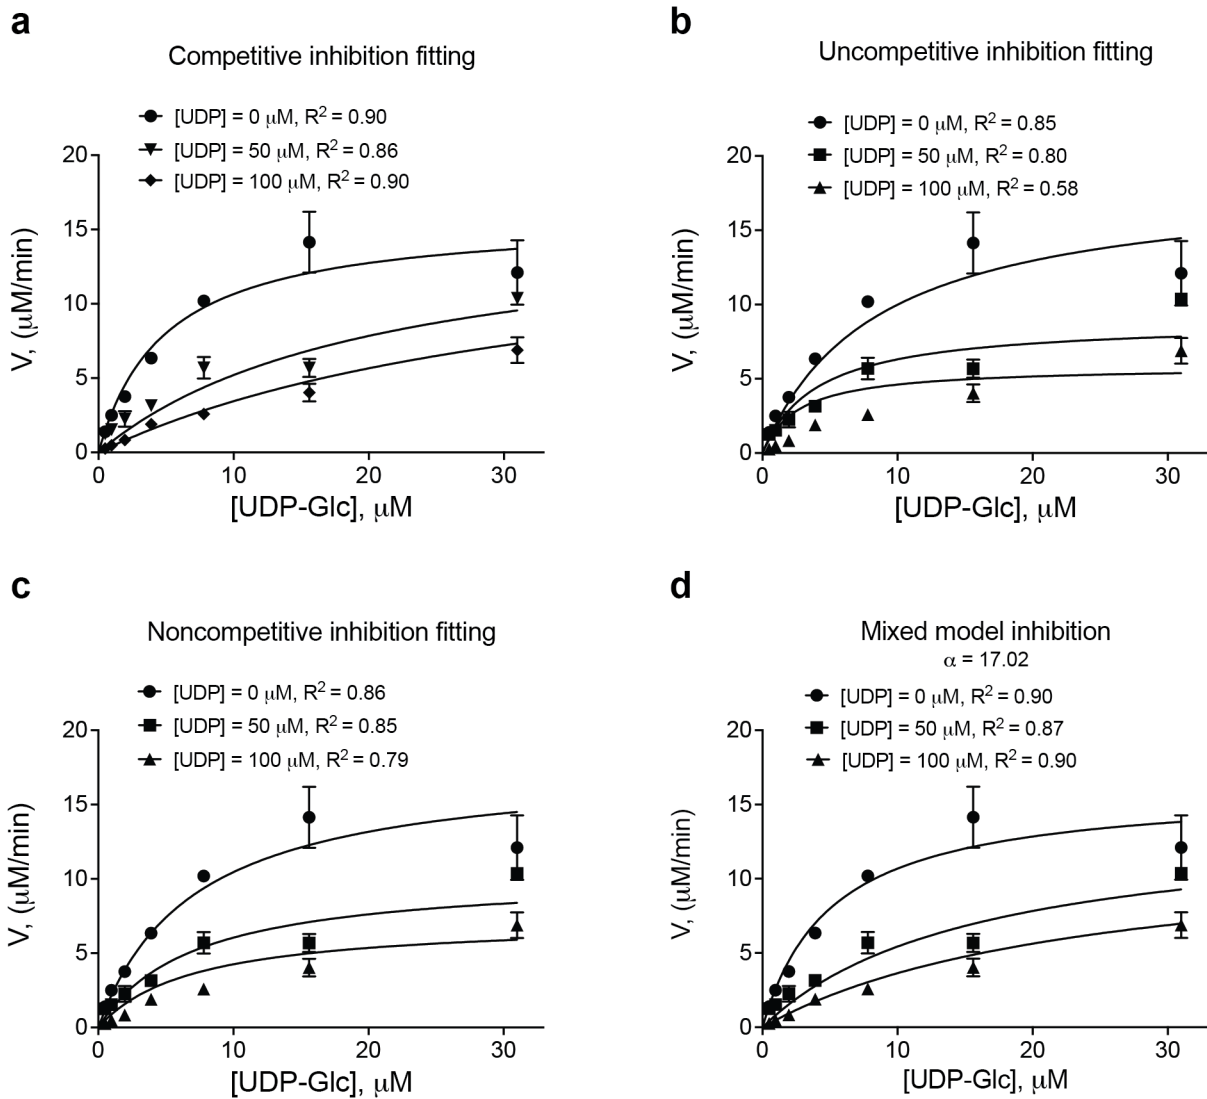 a
Competitive inhibition fitting
[UDP] = 0 μM, R² = 0.90
[UDP] = 50 μM, R² = 0.86
[UDP] = 100 μM, R² = 0.90
20
15
10
5
0
0 10 20 30
V, (μM/min)
[UDP-Glc], μM
b
Uncompetitive inhibition fitting
[UDP] = 0 μM, R² = 0.85
[UDP] = 50 μM, R² = 0.80
[UDP] = 100 μM, R² = 0.58
20
15
10
5
0
0 10 20 30
V, (μM/min)
[UDP-Glc], μM
c
Noncompetitive inhibition fitting
[UDP] = 0 μM, R² = 0.86
[UDP] = 50 μM, R² = 0.85
[UDP] = 100 μM, R² = 0.79
20
15
10
5
0
0 10 20 30
V, (μM/min)
[UDP-Glc], μM
d
Mixed model inhibition
α = 17.02
[UDP] = 0 μM, R² = 0.90
[UDP] = 50 μM, R² = 0.87
[UDP] = 100 μM, R² = 0.90
20
15
10
5
0
0 10 20 30
V, (μM/min)
[UDP-Glc], μM